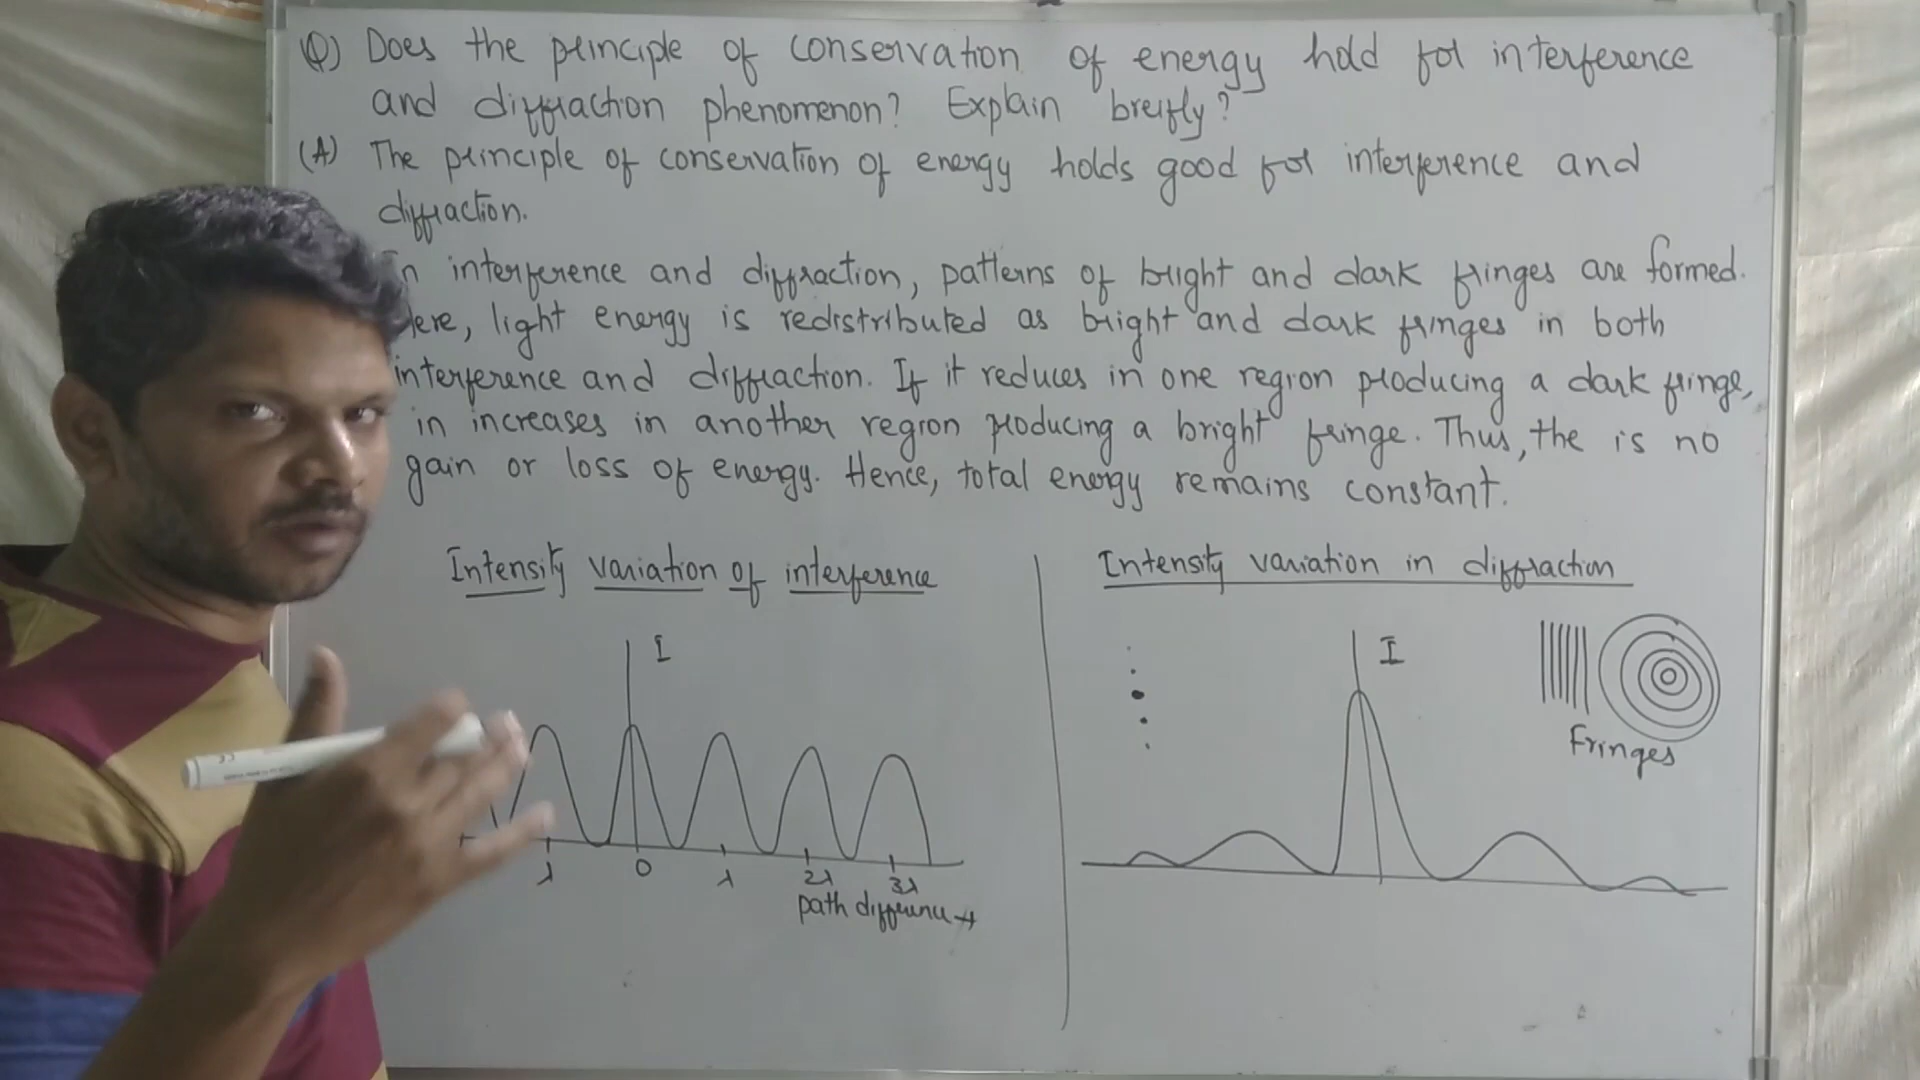 Q) Does the principle of conservation of energy hold for interference
and diffraction phenomenon? Explain breifly?
(A) The principle of conservation of energy holds good for interference and
diffraction.
In interference and diffraction, patterns of bright and dark fringes are formed.
Here, light energy is redistributed as bright and dark fringes in both
interference and diffraction. If it reduces in one region producing a dark fringe,
in increases in another region producing a bright fringe. Thus, the is no
gain or loss of energy. Hence, total energy remains constant.
Intensity variation of interference
I
λ 0 λ 2λ 3λ
path difference →
Intensity variation in diffraction
I
Fringes